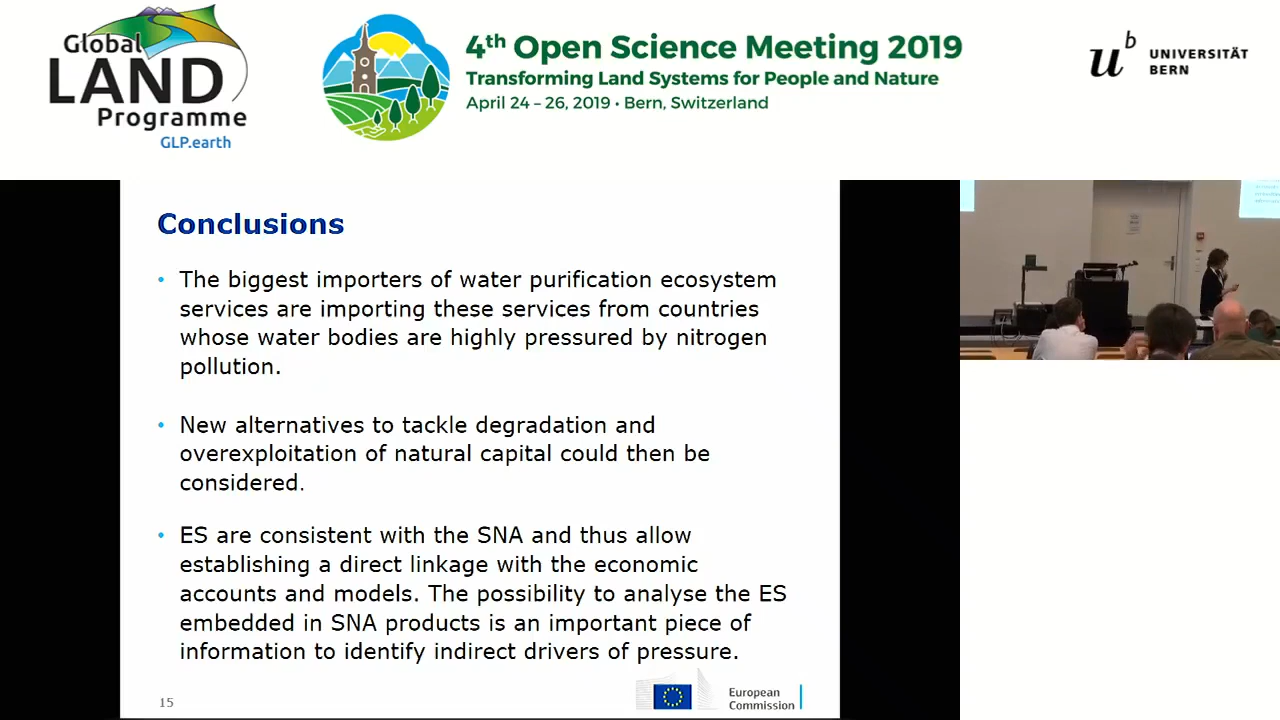 Global
LAND
Programme
GLP.earth
4th Open Science Meeting 2019
Transforming Land Systems for People and Nature
April 24 – 26, 2019 • Bern, Switzerland
u b
UNIVERSITÄT
BERN
Conclusions
• The biggest importers of water purification ecosystem
services are importing these services from countries
whose water bodies are highly pressured by nitrogen
pollution.
• New alternatives to tackle degradation and
overexploitation of natural capital could then be
considered.
• ES are consistent with the SNA and thus allow
establishing a direct linkage with the economic
accounts and models. The possibility to analyse the ES
embedded in SNA products is an important piece of
information to identify indirect drivers of pressure.
15
European
Commission